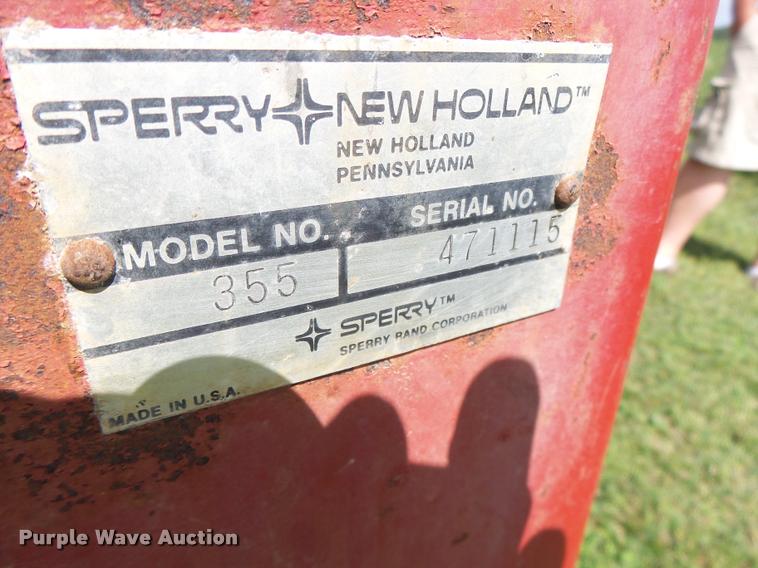 SPERRY NEW HOLLAND™
NEW HOLLAND
PENNSYLVANIA
MODEL NO. SERIAL NO.
355 471115
SPERRY™
SPERRY RAND CORPORATION
MADE IN U.S.A.
Purple Wave Auction